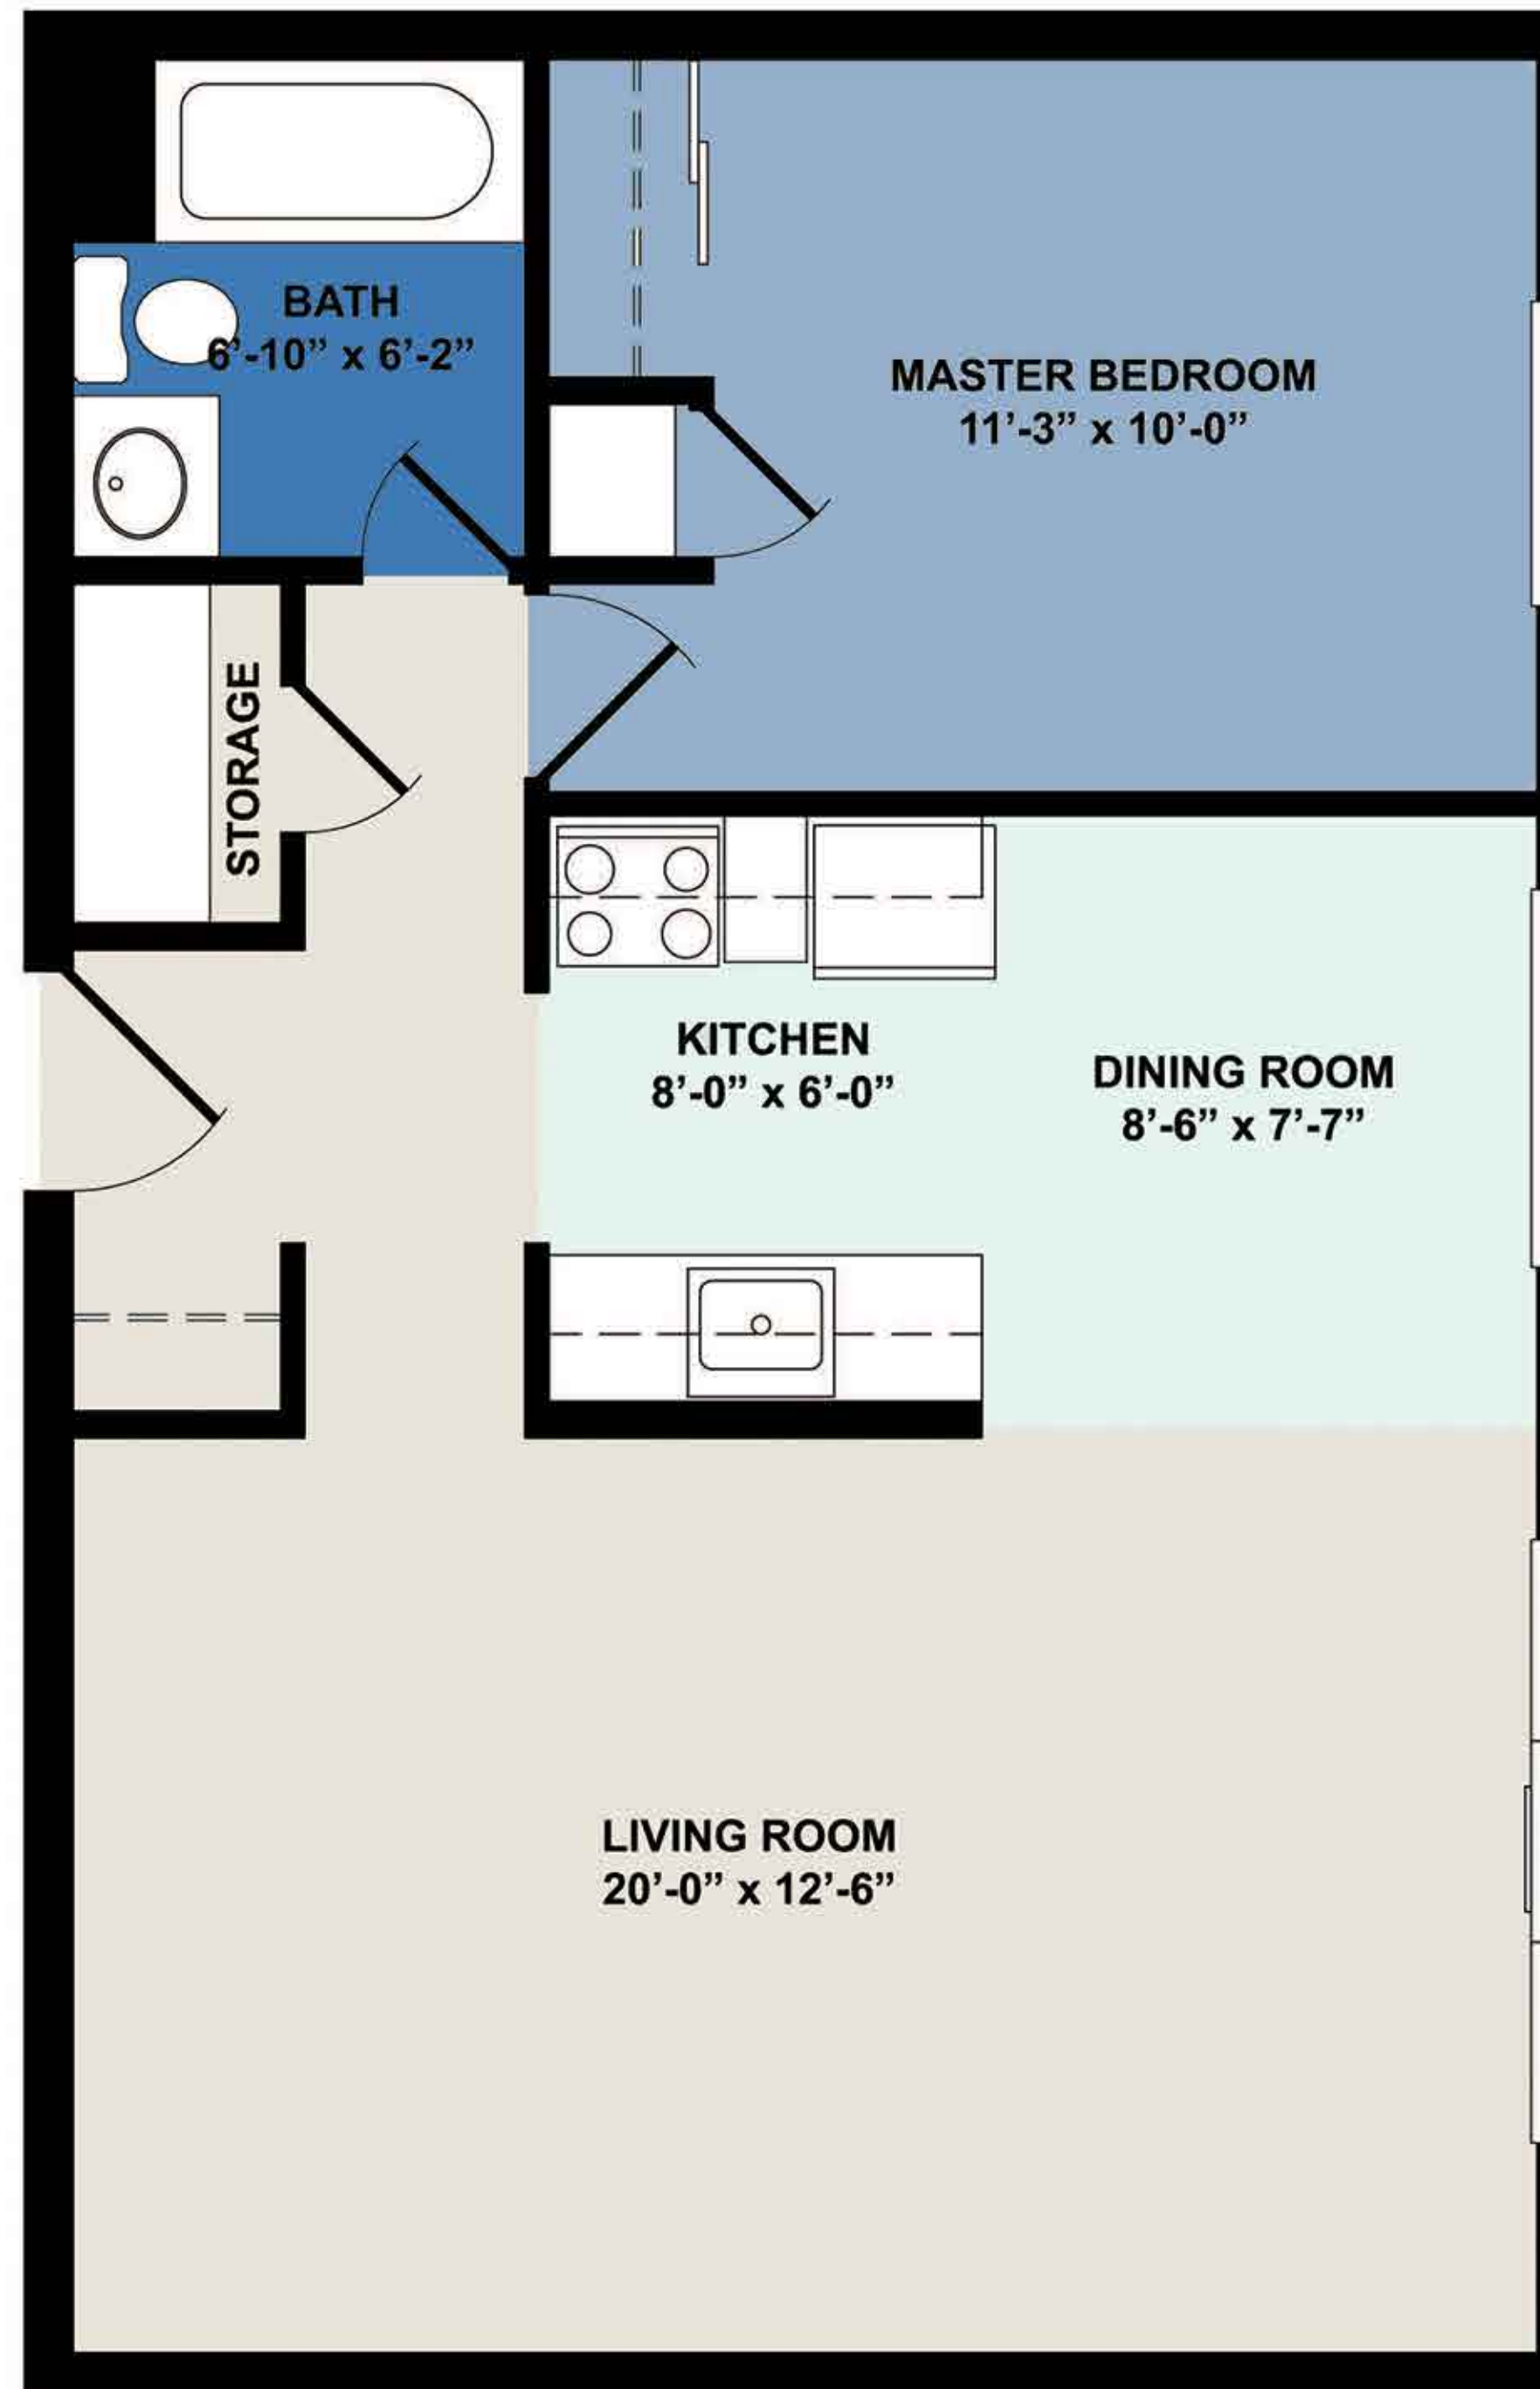 BATH
6’-10” x 6’-2”
MASTER BEDROOM
11’-3” x 10’-0”
STORAGE
KITCHEN
8’-0” x 6’-0”
DINING ROOM
8’-6” x 7’-7”
LIVING ROOM
20’-0” x 12’-6”